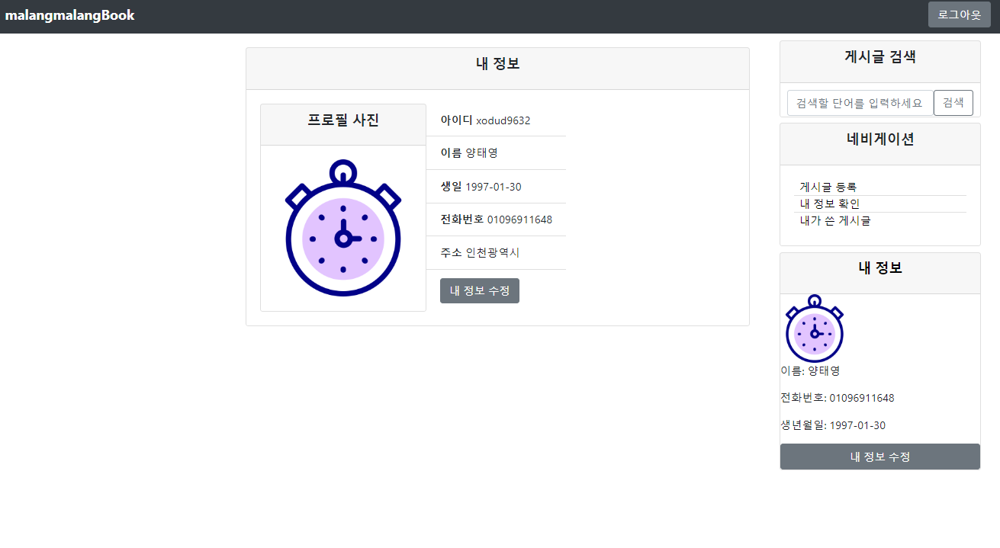 malangmalangBook
로그아웃
내 정보
프로필 사진
아이디 xodud9632
이름 양태영
생일 1997-01-30
전화번호 01096911648
주소 인천광역시
내 정보 수정
게시글 검색
검색할 단어를 입력하세요 검색
네비게이션
게시글 등록
내 정보 확인
내가 쓴 게시글
내 정보
이름: 양태영
전화번호: 01096911648
생년월일: 1997-01-30
내 정보 수정